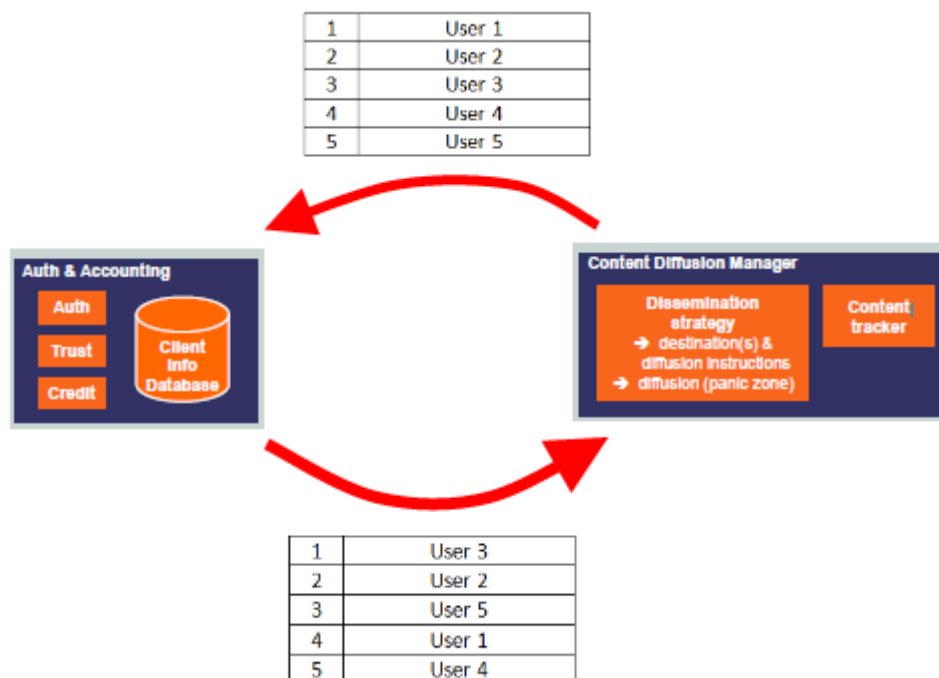 1 User 1
2 User 2
3 User 3
4 User 4
5 User 5
Auth & Accounting
Auth
Trust
Credit
Client
Info
Database
Content Diffusion Manager
Dissemination
strategy
➔ destination(s) &
diffusion instructions
➔ diffusion (panic zone)
Content
tracker
1 User 3
2 User 2
3 User 5
4 User 1
5 User 4